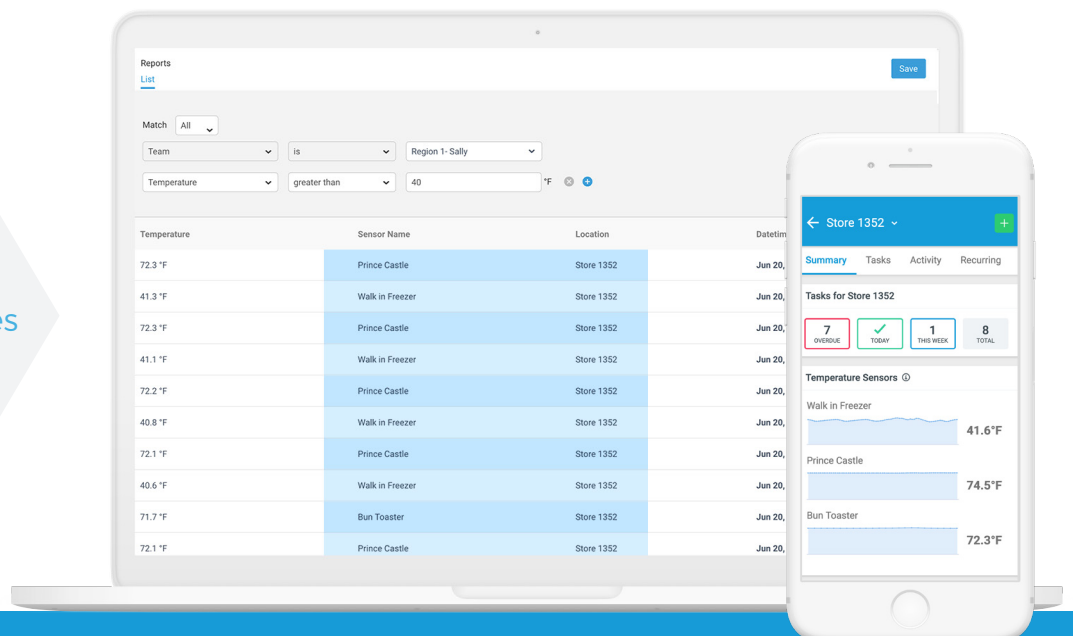 es
Reports
List
Save
Match All
Team is Region 1- Sally
Temperature greater than 40 °F
Temperature Sensor Name Location Datetim
72.3 °F Prince Castle Store 1352 Jun 20,
41.3 °F Walk in Freezer Store 1352 Jun 20,
72.3 °F Prince Castle Store 1352 Jun 20,
41.1 °F Walk in Freezer Store 1352 Jun 20,
72.2 °F Prince Castle Store 1352 Jun 20,
40.8 °F Walk in Freezer Store 1352 Jun 20,
72.1 °F Prince Castle Store 1352 Jun 20,
40.6 °F Walk in Freezer Store 1352 Jun 20,
71.7 °F Bun Toaster Store 1352 Jun 20,
72.1 °F Prince Castle Store 1352 Jun 20,
Store 1352
Summary Tasks Activity Recurring
Tasks for Store 1352
7 1 8
OVERDUE TODAY THIS WEEK TOTAL
Temperature Sensors
Walk in Freezer
41.6°F
Prince Castle
74.5°F
Bun Toaster
72.3°F